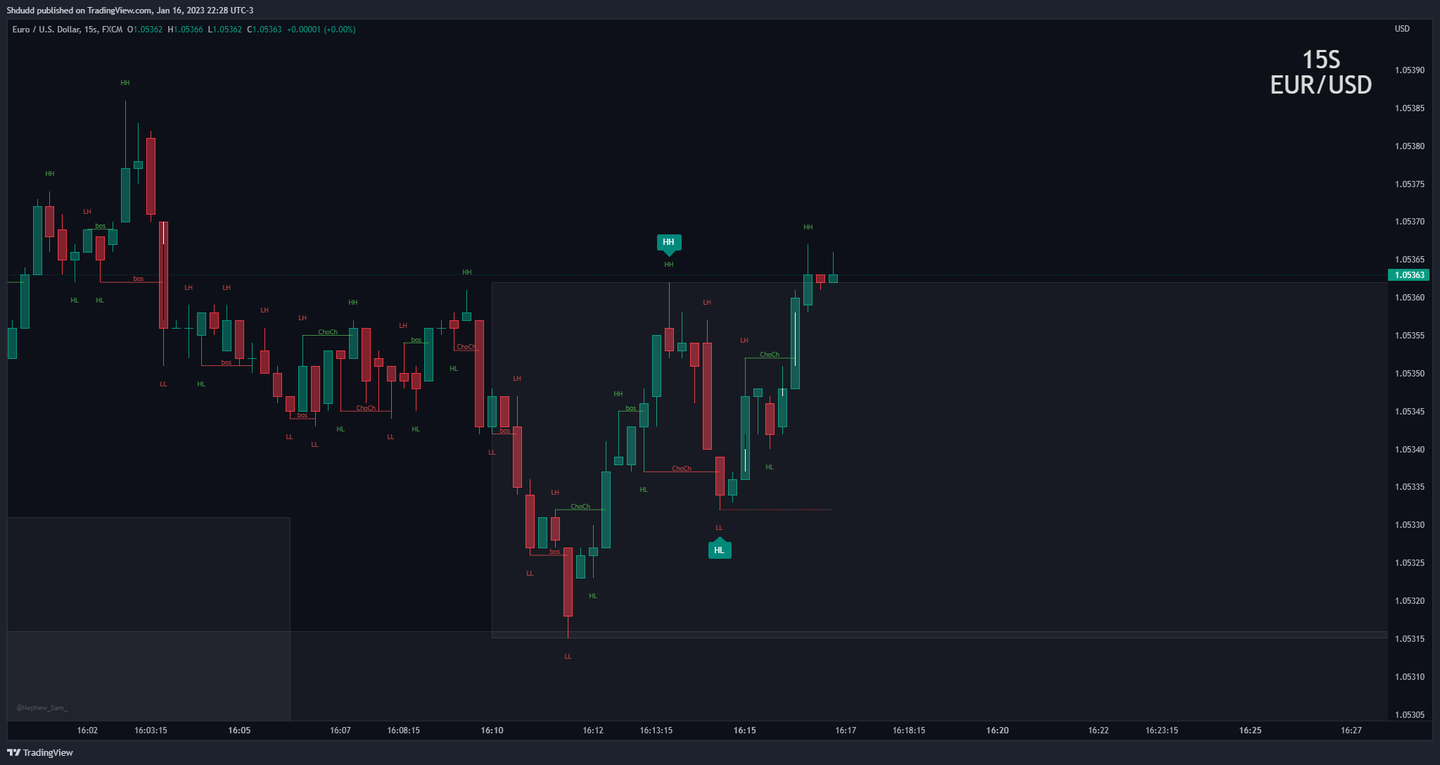 Shdudd published on TradingView.com, Jan 16, 2023 22:28 UTC-3
Euro / U.S. Dollar, 15s, FXCM O1.05362 H1.05366 L1.05362 C1.05363 +0.00001 (+0.00%)
USD
15S
EUR/USD
1.05390
1.05385
1.05380
1.05375
1.05370
1.05365
1.05363
1.05360
1.05355
1.05350
1.05345
1.05340
1.05335
1.05330
1.05325
1.05320
1.05315
1.05310
1.05305
HH
HH
LH
bos
bos
HL
HL
LH
LH
LH
LL
HL
bos
LH
ChoCh
HH
bos
LL
LL
HL
ChoCh
LL
LH
bos
HL
HH
ChoCh
HL
LL
bos
LH
LH
bos
LL
ChoCh
HL
LL
HH
bos
HL
HH
HH
ChoCh
LH
LL
HL
LH
ChoCh
HL
HH
@Nephew_Sam_
16:02 16:03:15 16:05 16:07 16:08:15 16:10 16:12 16:13:15 16:15 16:17 16:18:15 16:20 16:22 16:23:15 16:25 16:27
TradingView